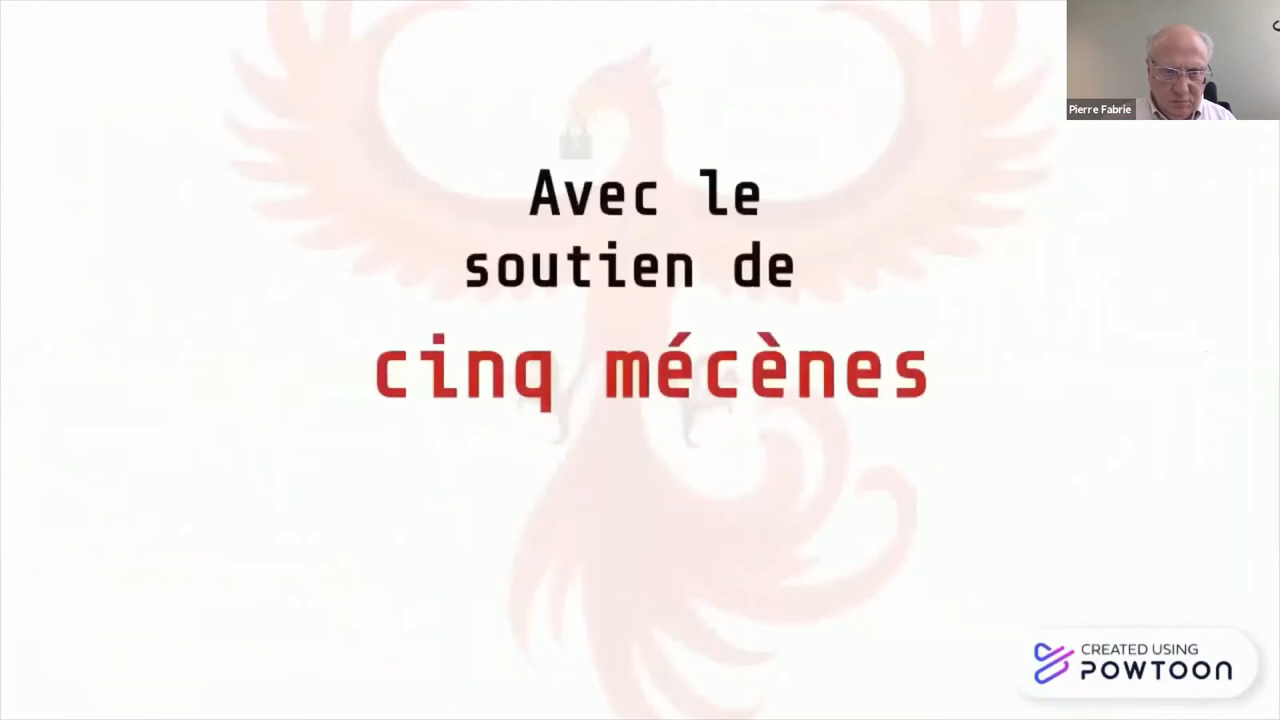 Pierre Fabrie
Avec le
soutien de
cinq mécènes
CREATED USING
POWTOON